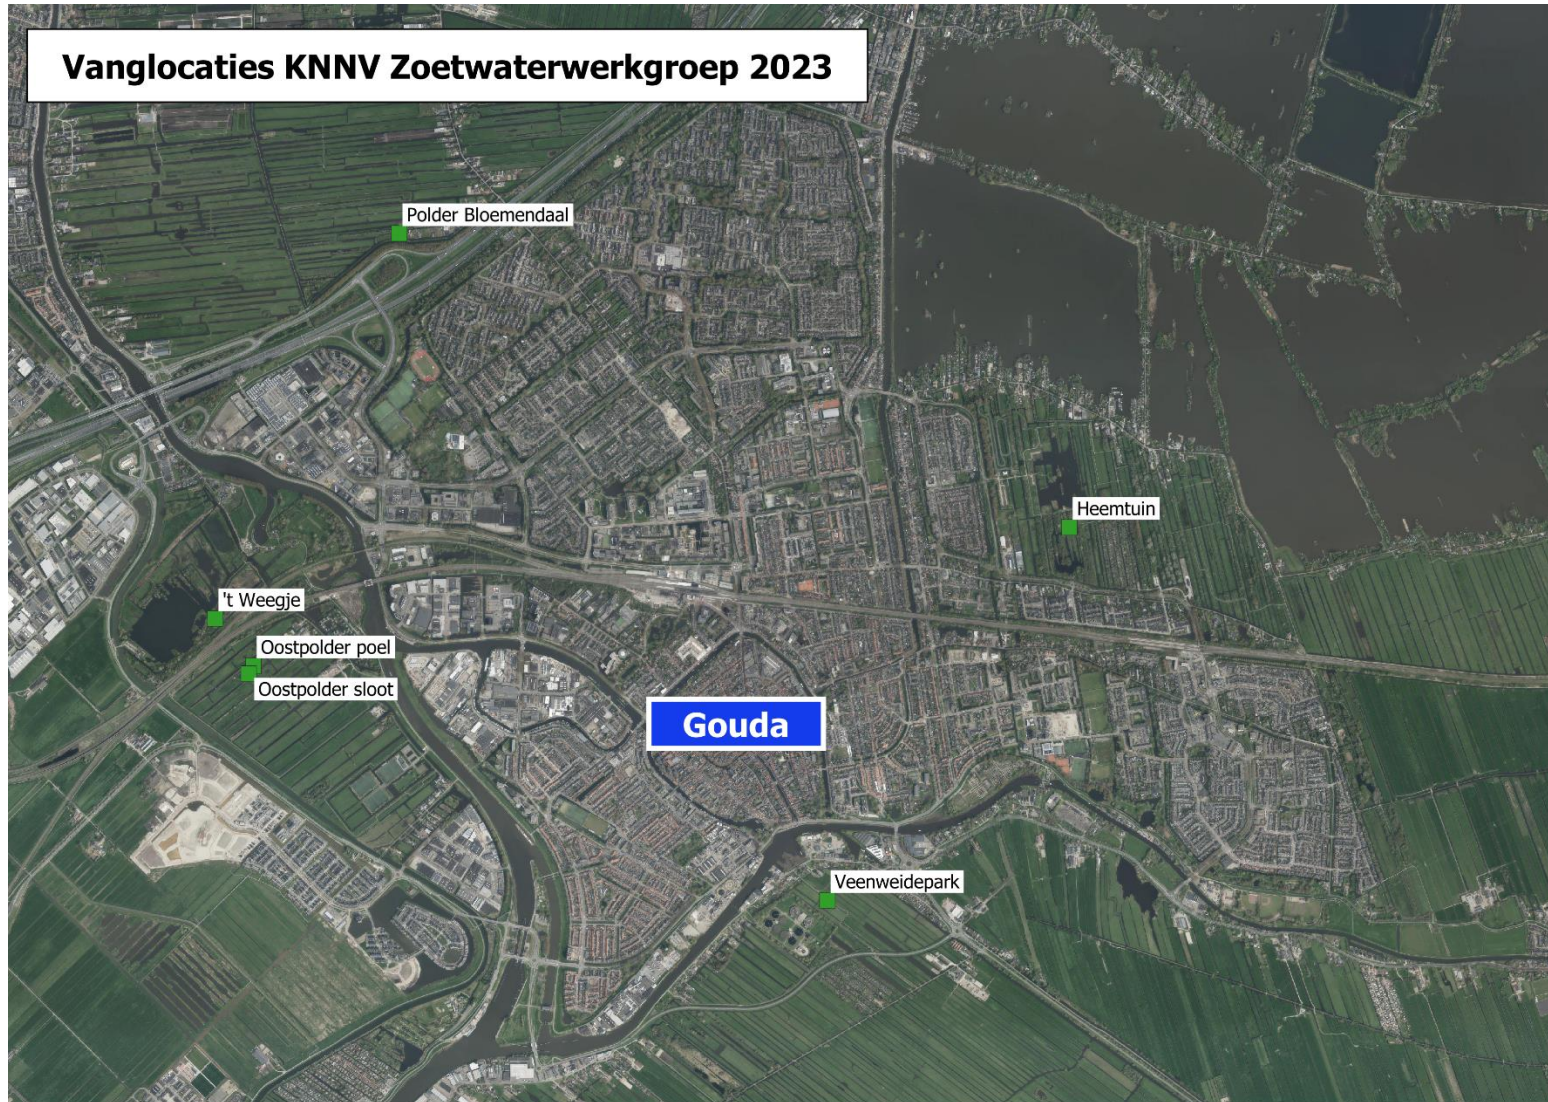 Vanglocaties KNNV Zoetwaterwerkgroep 2023
Polder Bloemendaal
Heemtuin
't Weegje
Oostpolder poel
Oostpolder sloot
Gouda
Veenweidepark